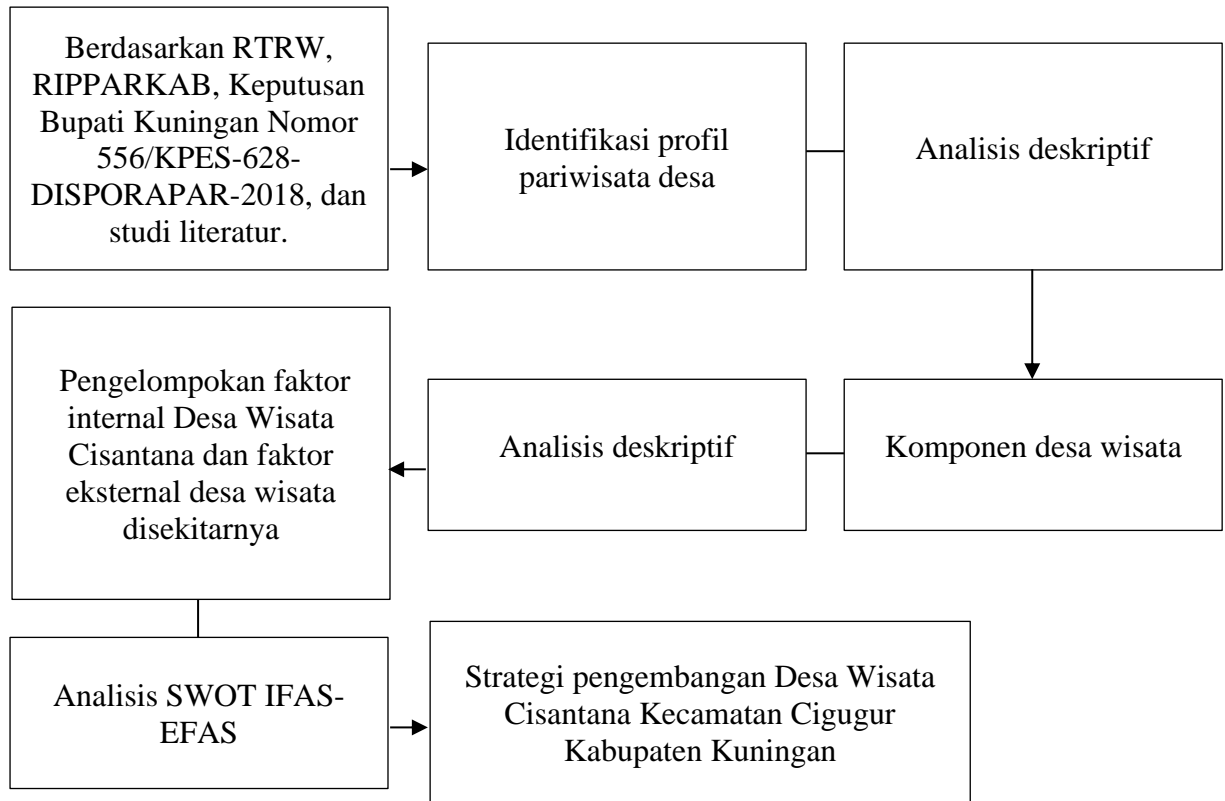 Berdasarkan RTRW,
RIPPARKAB, Keputusan
Bupati Kuningan Nomor
556/KPES-628-
DISPORAPAR-2018, dan
studi literatur.
Identifikasi profil
pariwisata desa
Analisis deskriptif
Komponen desa wisata
Analisis deskriptif
Pengelompokan faktor
internal Desa Wisata
Cisantana dan faktor
eksternal desa wisata
disekitarnya
Analisis SWOT IFAS-
EFAS
Strategi pengembangan Desa Wisata
Cisantana Kecamatan Cigugur
Kabupaten Kuningan